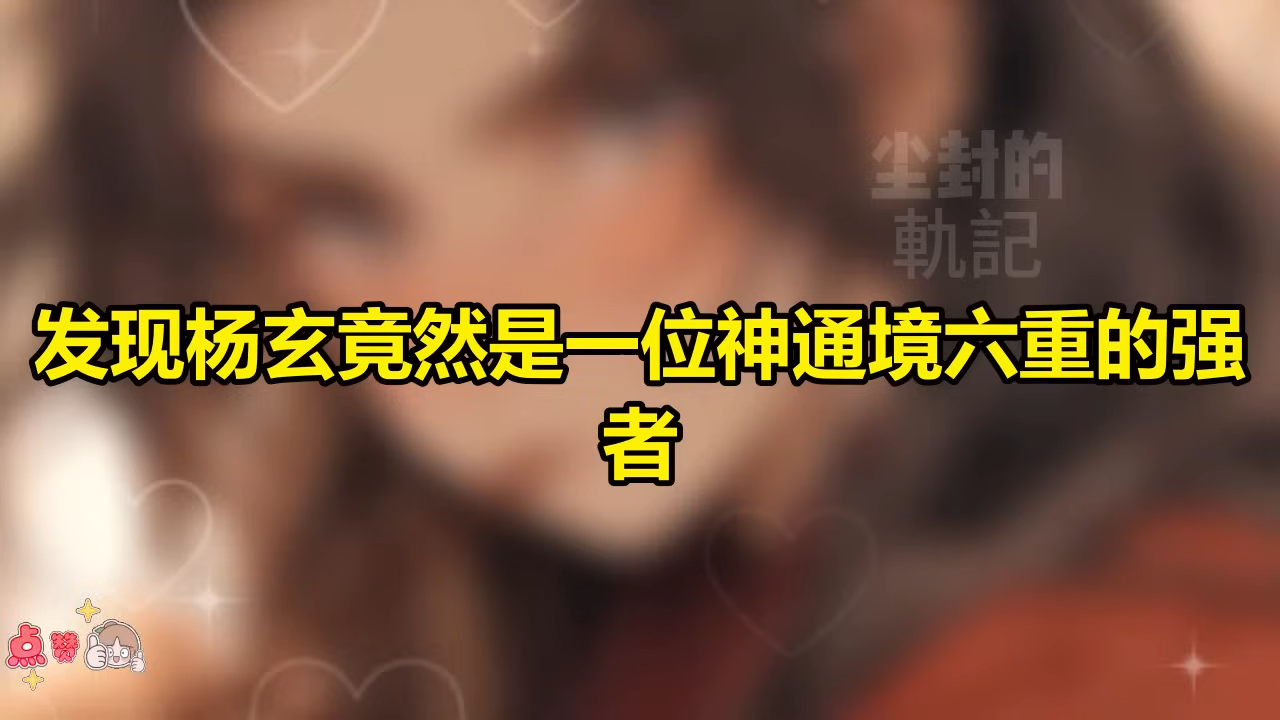 尘封的
軌記
发现杨玄竟然是一位神通境六重的强
者
点赞